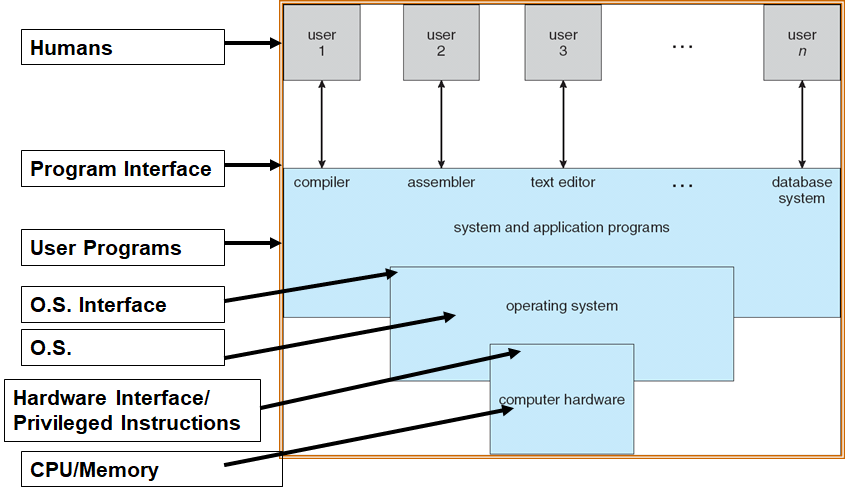 Humans
user
1
user
2
user
3
...
user
n
Program Interface
compiler
assembler
text editor
...
database
system
User Programs
system and application programs
O.S. Interface
operating system
O.S.
Hardware Interface/
Privileged Instructions
computer hardware
CPU/Memory